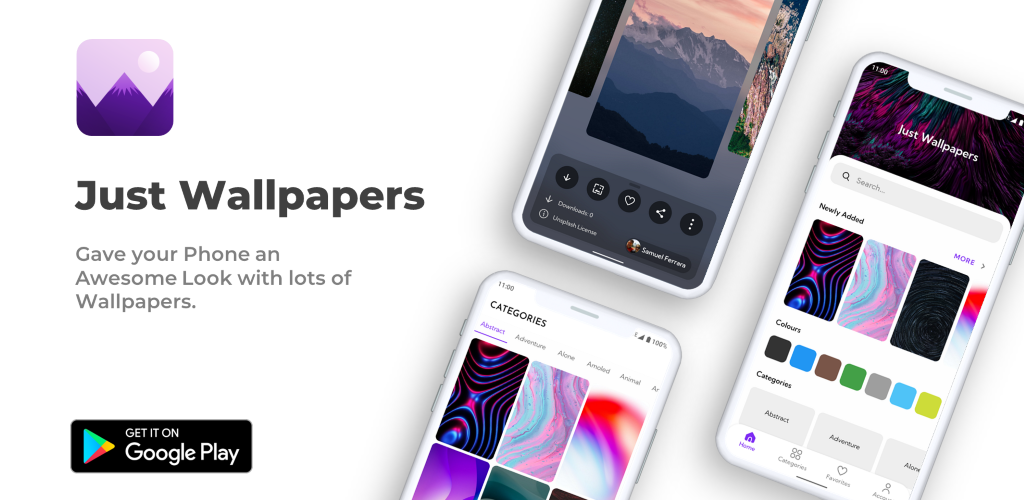 Just Wallpapers
Gave your Phone an
Awesome Look with lots of
Wallpapers.
GET IT ON
Google Play
Downloads: 0
Unsplash License
Samuel Ferrara
11:00
100%
CATEGORIES
Abstract
Adventure
Alone
Amoled
Animal
Ar
11:00
Just Wallpapers
Search...
Newly Added
MORE
Colours
Categories
Abstract
Adventure
Alone
Home
Categories
Favorites